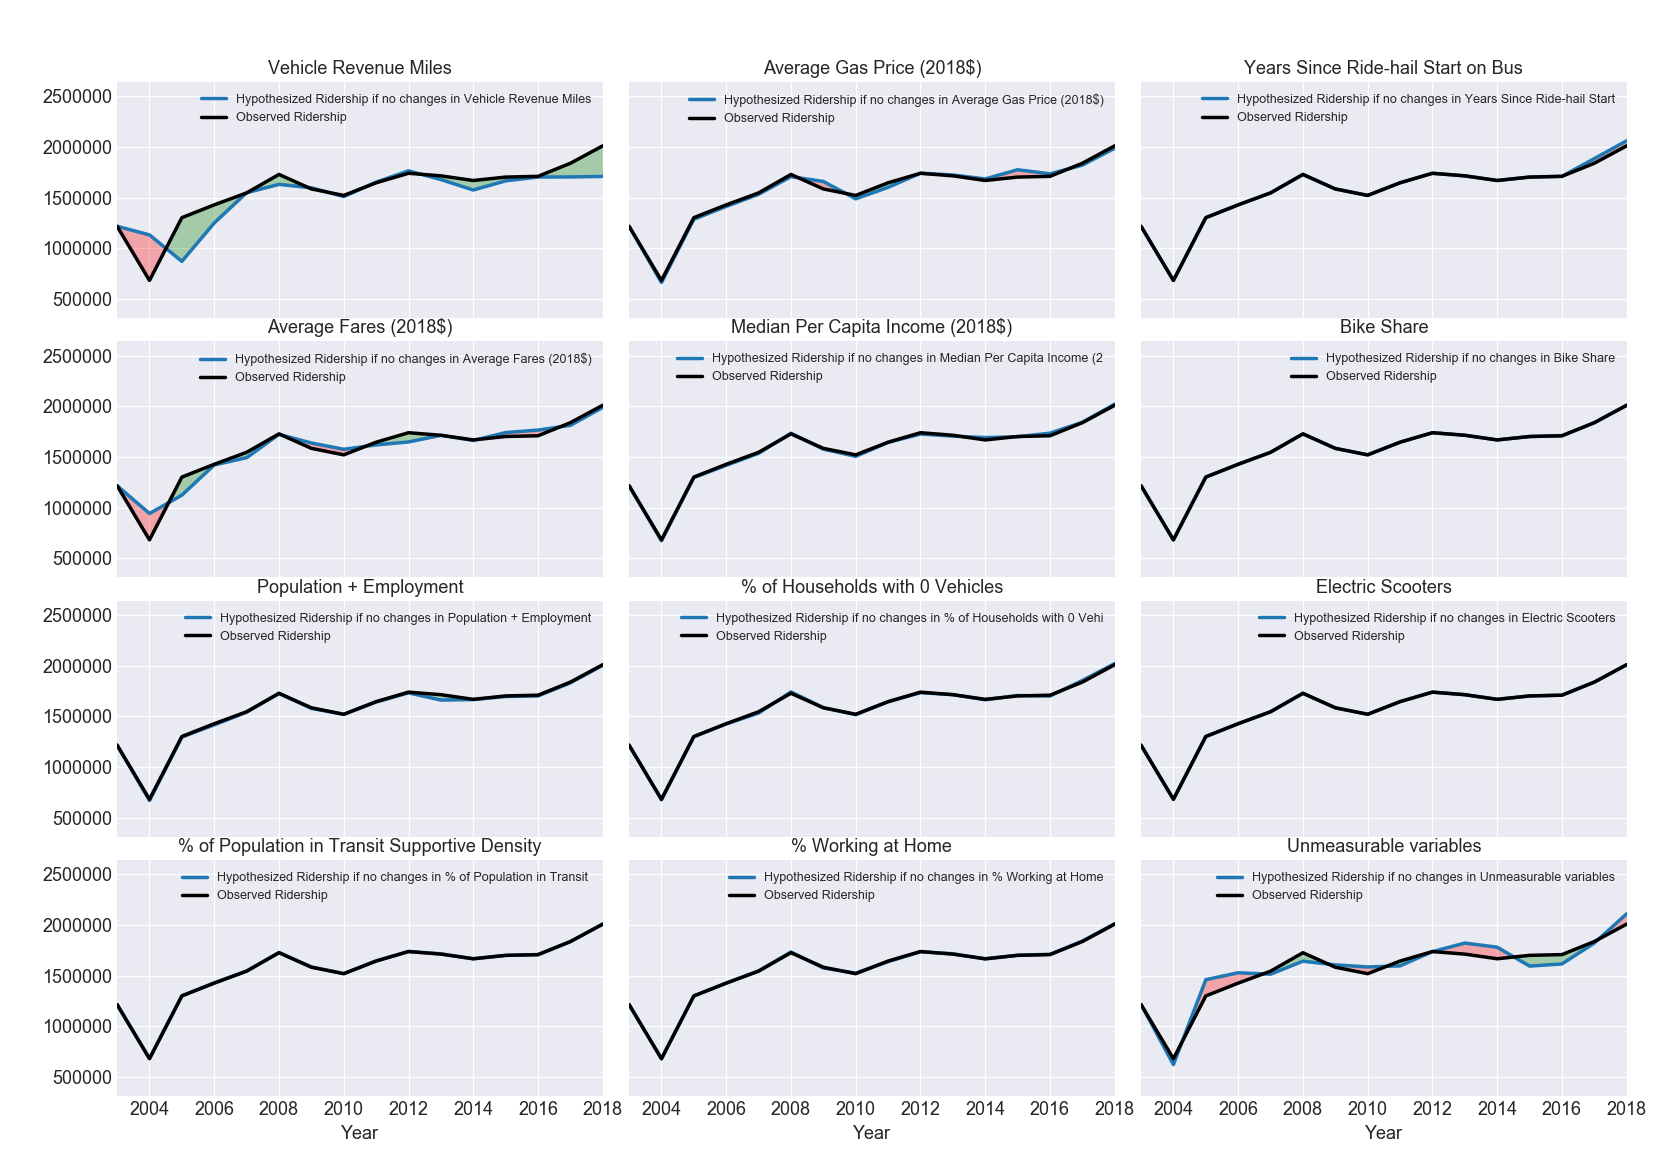 Vehicle Revenue Miles
Hypothesized Ridership if no changes in Vehicle Revenue Miles
Observed Ridership
2500000
2000000
1500000
1000000
500000
Average Gas Price (2018$)
Hypothesized Ridership if no changes in Average Gas Price (2018$)
Observed Ridership
Years Since Ride-hail Start on Bus
Hypothesized Ridership if no changes in Years Since Ride-hail Start
Observed Ridership
Average Fares (2018$)
Hypothesized Ridership if no changes in Average Fares (2018$)
Observed Ridership
2500000
2000000
1500000
1000000
500000
Median Per Capita Income (2018$)
Hypothesized Ridership if no changes in Median Per Capita Income (2
Observed Ridership
Bike Share
Hypothesized Ridership if no changes in Bike Share
Observed Ridership
Population + Employment
Hypothesized Ridership if no changes in Population + Employment
Observed Ridership
2500000
2000000
1500000
1000000
500000
% of Households with 0 Vehicles
Hypothesized Ridership if no changes in % of Households with 0 Vehi
Observed Ridership
Electric Scooters
Hypothesized Ridership if no changes in Electric Scooters
Observed Ridership
% of Population in Transit Supportive Density
Hypothesized Ridership if no changes in % of Population in Transit
Observed Ridership
2500000
2000000
1500000
1000000
500000
2004 2006 2008 2010 2012 2014 2016 2018
Year
% Working at Home
Hypothesized Ridership if no changes in % Working at Home
Observed Ridership
2004 2006 2008 2010 2012 2014 2016 2018
Year
Unmeasurable variables
Hypothesized Ridership if no changes in Unmeasurable variables
Observed Ridership
2004 2006 2008 2010 2012 2014 2016 2018
Year